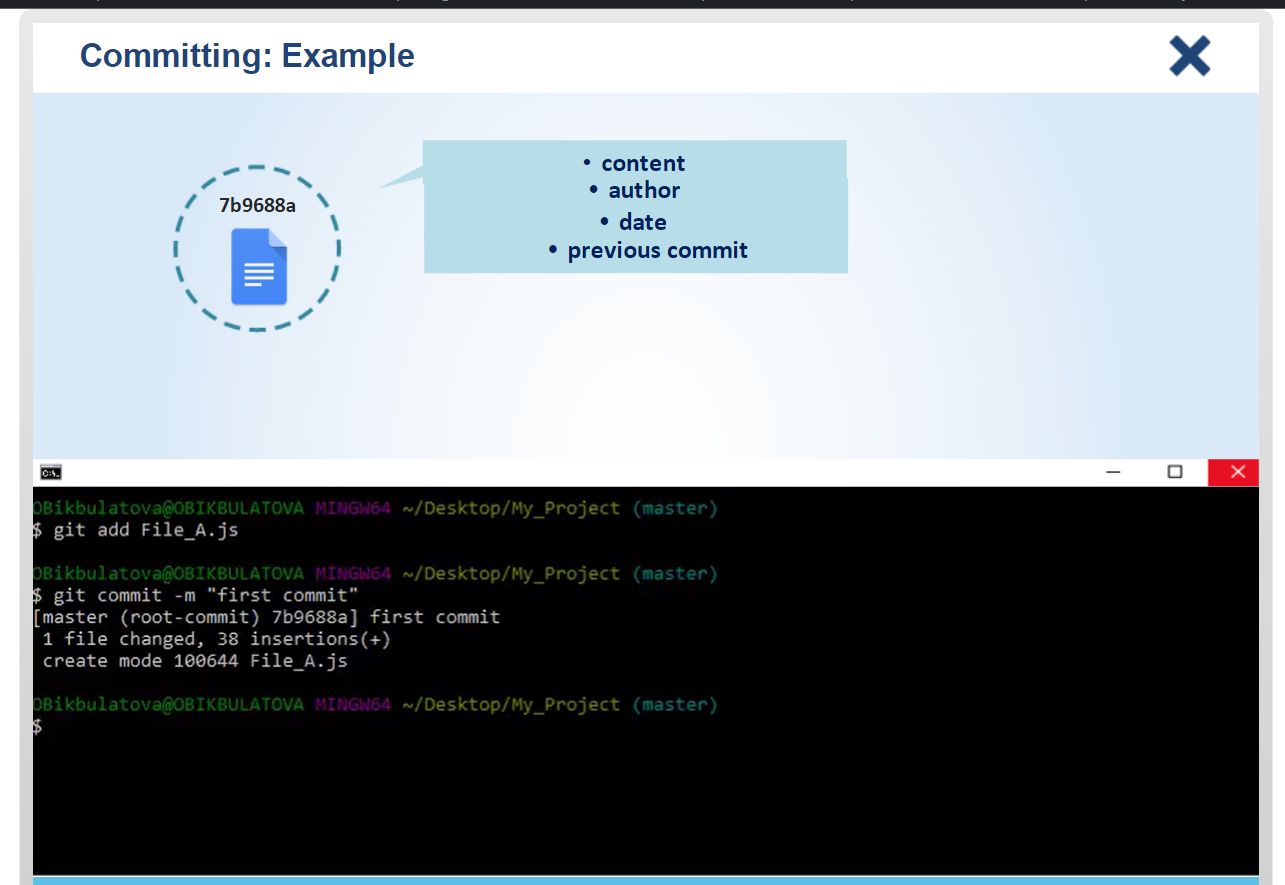 Committing: Example
7b9688a
• content
• author
• date
• previous commit
C:\.
OBikbulatova@OBIKBULATOVA MINGW64 ~/Desktop/My_Project (master)
$ git add File_A.js
OBikbulatova@OBIKBULATOVA MINGW64 ~/Desktop/My_Project (master)
$ git commit -m "first commit"
[master (root-commit) 7b9688a] first commit
1 file changed, 38 insertions(+)
create mode 100644 File_A.js
OBikbulatova@OBIKBULATOVA MINGW64 ~/Desktop/My_Project (master)
$